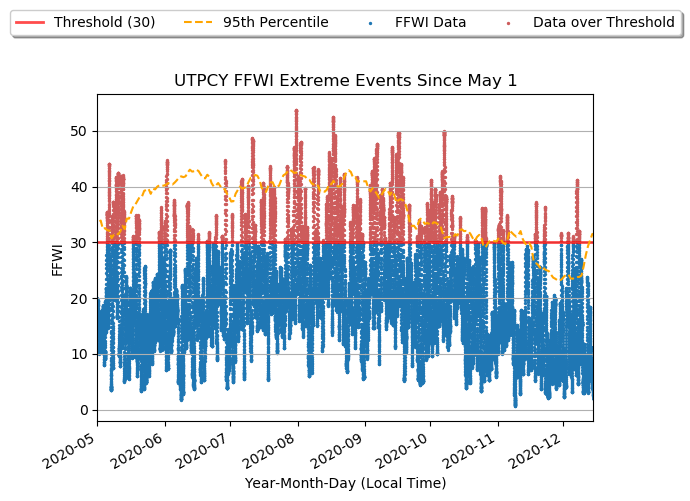 Threshold (30) 95th Percentile FFWI Data Data over Threshold
UTPCY FFWI Extreme Events Since May 1
50
40
30
20
10
0
FFWI
2020-05 2020-06 2020-07 2020-08 2020-09 2020-10 2020-11 2020-12
Year-Month-Day (Local Time)